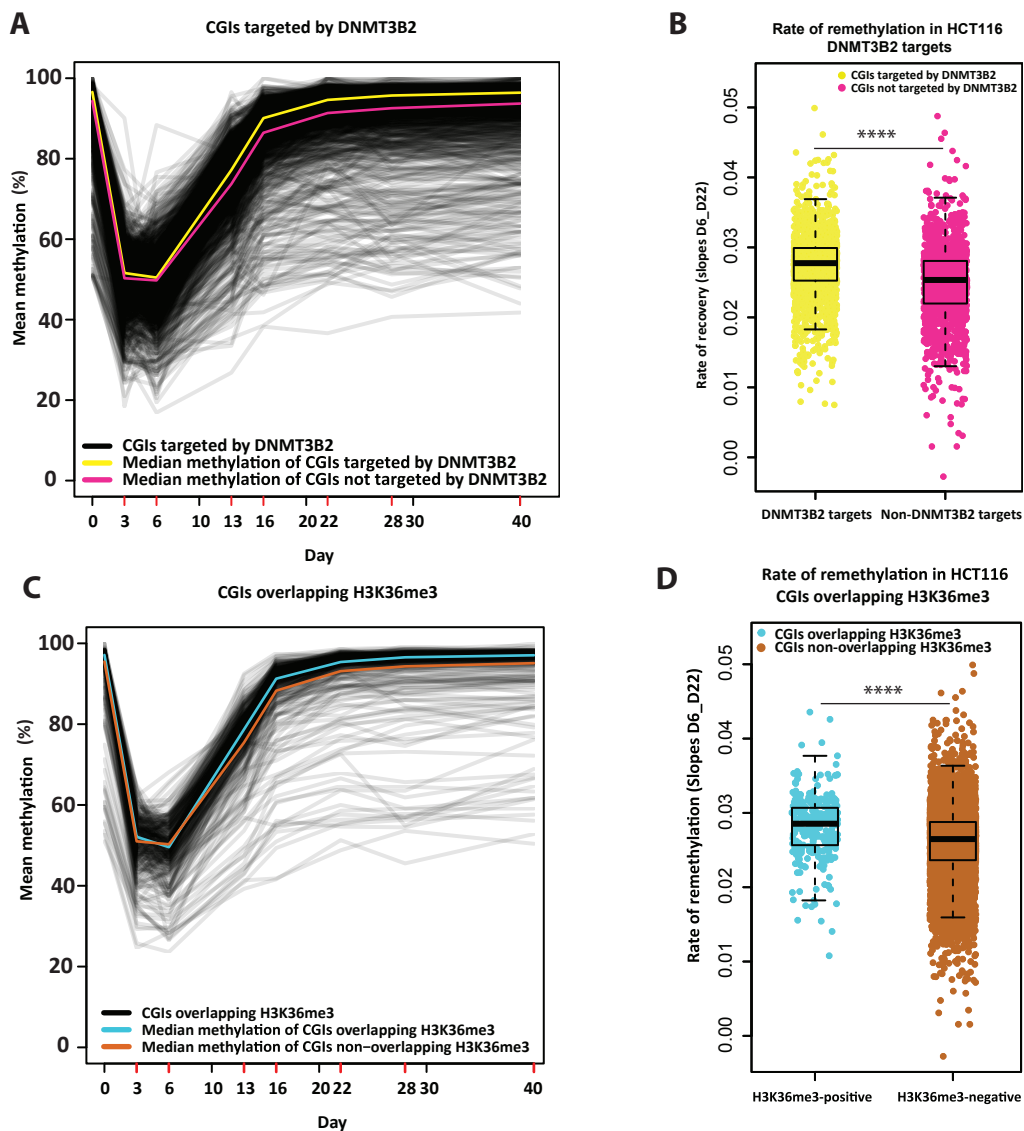 A
CGIs targeted by DNMT3B2
Mean methylation (%)
100
80
60
40
20
0
CGIs targeted by DNMT3B2
Median methylation of CGIs targeted by DNMT3B2
Median methylation of CGIs not targeted by DNMT3B2
0 3 6 10 13 16 20 22 28 30 40
Day
B
Rate of remethylation in HCT116
DNMT3B2 targets
CGIs targeted by DNMT3B2
CGIs not targeted by DNMT3B2
****
Rate of recovery (slopes D6_D22)
0.05
0.04
0.03
0.02
0.01
0.00
DNMT3B2 targets Non-DNMT3B2 targets
C
CGIs overlapping H3K36me3
Mean methylation (%)
100
80
60
40
20
0
CGIs overlapping H3K36me3
Median methylation of CGIs overlapping H3K36me3
Median methylation of CGIs non−overlapping H3K36me3
0 3 6 10 13 16 20 22 28 30 40
Day
D
Rate of remethylation in HCT116
CGIs overlapping H3K36me3
CGIs overlapping H3K36me3
CGIs non-overlapping H3K36me3
****
Rate of remethylation (Slopes D6_D22)
0.05
0.04
0.03
0.02
0.01
0.00
H3K36me3-positive H3K36me3-negative